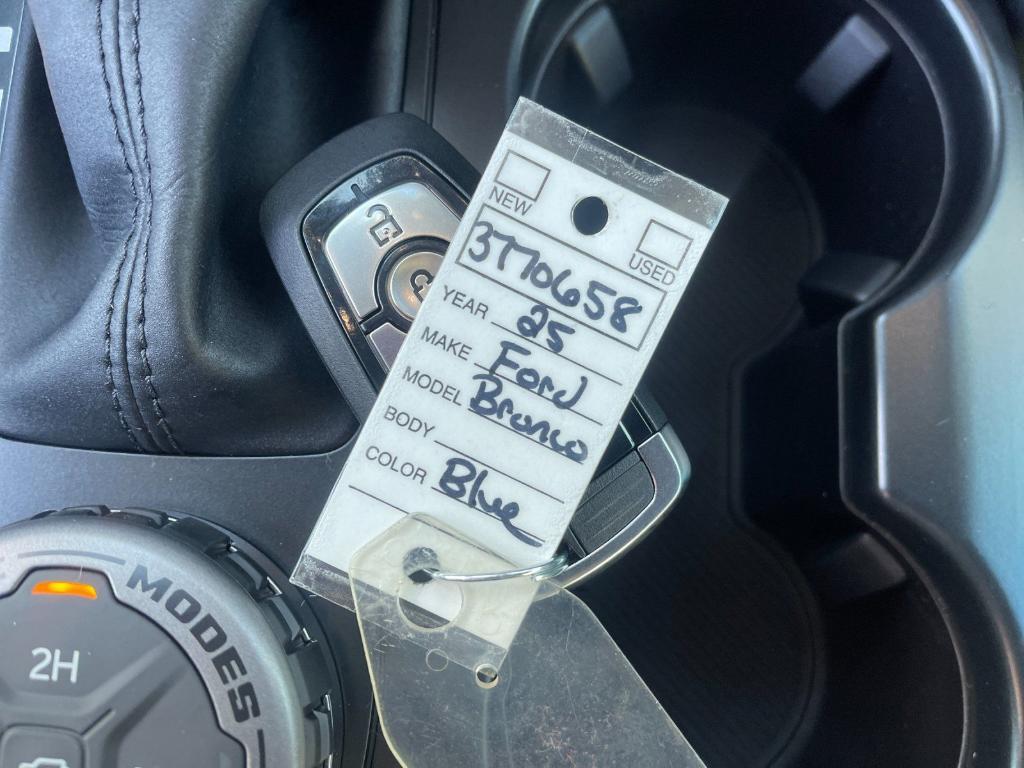 NEW
USED
3770658
YEAR 25
MAKE Ford
MODEL Bronco
BODY
COLOR Blue
MODES
2H